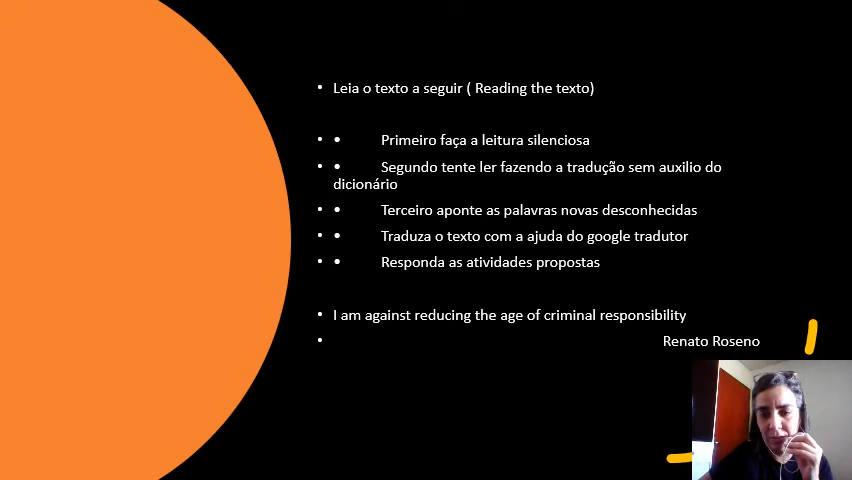 • Leia o texto a seguir ( Reading the texto)
• • Primeiro faça a leitura silenciosa
• • Segundo tente ler fazendo a tradução sem auxilio do
dicionário
• • Terceiro aponte as palavras novas desconhecidas
• • Traduza o texto com a ajuda do google tradutor
• • Responda as atividades propostas
• I am against reducing the age of criminal responsibility
• Renato Roseno